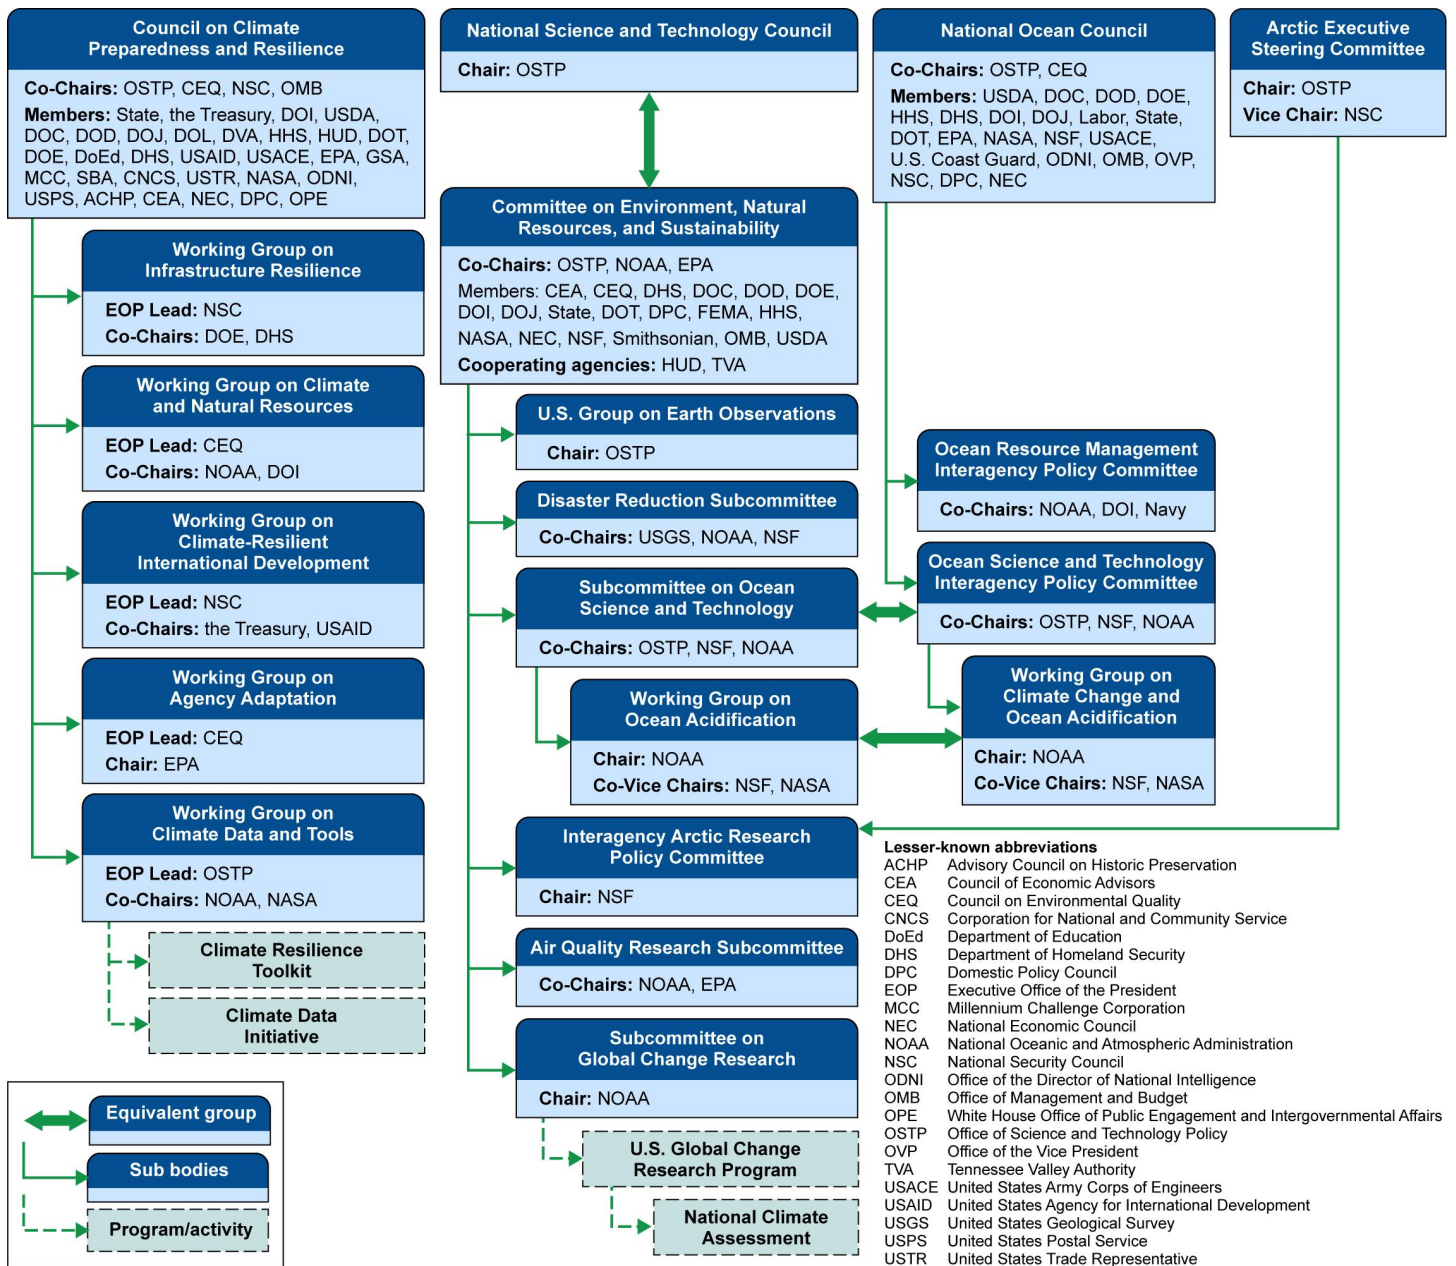 Council on Climate
Preparedness and Resilience
Co-Chairs: OSTP, CEQ, NSC, OMB
Members: State, the Treasury, DOI, USDA,
DOC, DOD, DOJ, DOL, DVA, HHS, HUD, DOT,
DOE, DoEd, DHS, USAID, USACE, EPA, GSA,
MCC, SBA, CNCS, USTR, NASA, ODNI,
USPS, ACHP, CEA, NEC, DPC, OPE
Working Group on
Infrastructure Resilience
EOP Lead: NSC
Co-Chairs: DOE, DHS
Working Group on Climate
and Natural Resources
EOP Lead: CEQ
Co-Chairs: NOAA, DOI
Working Group on
Climate-Resilient
International Development
EOP Lead: NSC
Co-Chairs: the Treasury, USAID
Working Group on
Agency Adaptation
EOP Lead: CEQ
Chair: EPA
Working Group on
Climate Data and Tools
EOP Lead: OSTP
Co-Chairs: NOAA, NASA
Climate Resilience
Toolkit
Climate Data
Initiative
Equivalent group
Sub bodies
Program/activity
National Science and Technology Council
Chair: OSTP
Committee on Environment, Natural
Resources, and Sustainability
Co-Chairs: OSTP, NOAA, EPA
Members: CEA, CEQ, DHS, DOC, DOD, DOE,
DOI, DOJ, State, DOT, DPC, FEMA, HHS,
NASA, NEC, NSF, Smithsonian, OMB, USDA
Cooperating agencies: HUD, TVA
U.S. Group on Earth Observations
Chair: OSTP
Disaster Reduction Subcommittee
Co-Chairs: USGS, NOAA, NSF
Subcommittee on Ocean
Science and Technology
Co-Chairs: OSTP, NSF, NOAA
Working Group on
Ocean Acidification
Chair: NOAA
Co-Vice Chairs: NSF, NASA
Interagency Arctic Research
Policy Committee
Chair: NSF
Air Quality Research Subcommittee
Co-Chairs: NOAA, EPA
Subcommittee on
Global Change Research
Chair: NOAA
U.S. Global Change
Research Program
National Climate
Assessment
National Ocean Council
Co-Chairs: OSTP, CEQ
Members: USDA, DOC, DOD, DOE,
HHS, DHS, DOI, DOJ, Labor, State,
DOT, EPA, NASA, NSF, USACE,
U.S. Coast Guard, ODNI, OMB, OVP,
NSC, DPC, NEC
Ocean Resource Management
Interagency Policy Committee
Co-Chairs: NOAA, DOI, Navy
Ocean Science and Technology
Interagency Policy Committee
Co-Chairs: OSTP, NSF, NOAA
Working Group on
Climate Change and
Ocean Acidification
Chair: NOAA
Co-Vice Chairs: NSF, NASA
Arctic Executive
Steering Committee
Chair: OSTP
Vice Chair: NSC
Lesser-known abbreviations
ACHP Advisory Council on Historic Preservation
CEA Council of Economic Advisors
CEQ Council on Environmental Quality
CNCS Corporation for National and Community Service
DoEd Department of Education
DHS Department of Homeland Security
DPC Domestic Policy Council
EOP Executive Office of the President
MCC Millennium Challenge Corporation
NEC National Economic Council
NOAA National Oceanic and Atmospheric Administration
NSC National Security Council
ODNI Office of the Director of National Intelligence
OMB Office of Management and Budget
OPE White House Office of Public Engagement and Intergovernmental Affairs
OSTP Office of Science and Technology Policy
OVP Office of the Vice President
TVA Tennessee Valley Authority
USACE United States Army Corps of Engineers
USAID United States Agency for International Development
USGS United States Geological Survey
USPS United States Postal Service
USTR United States Trade Representative